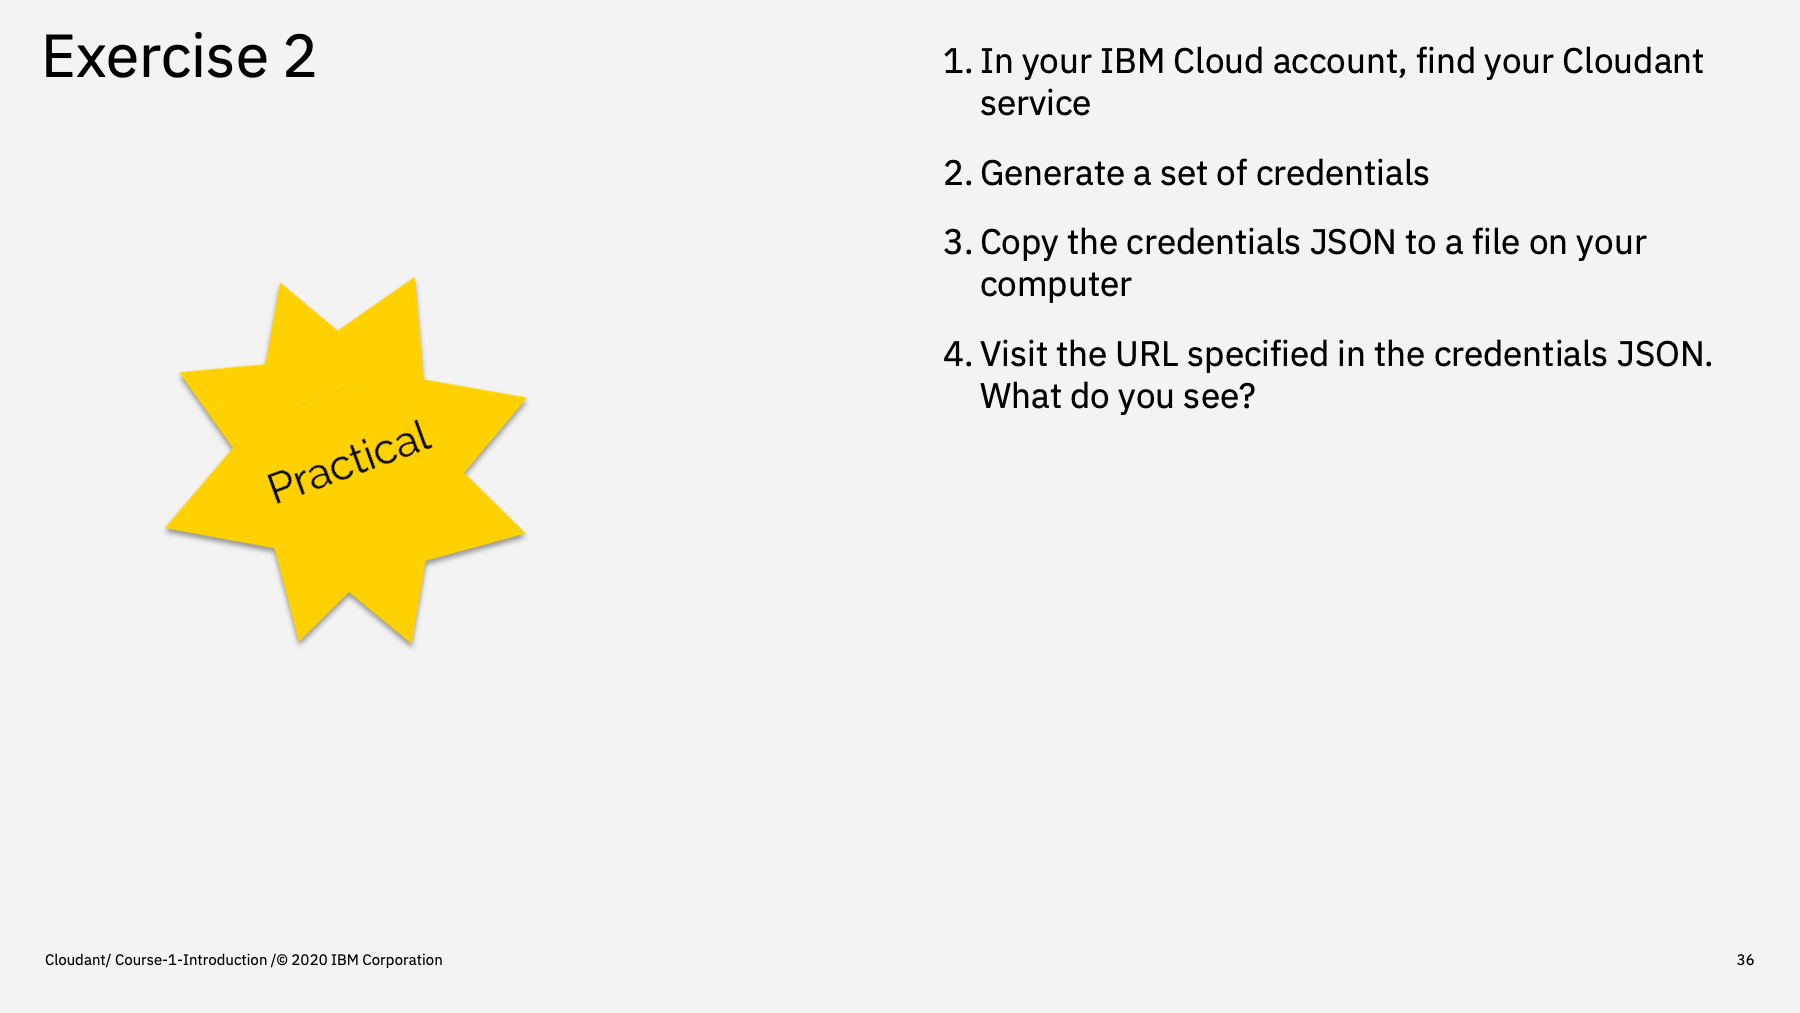 Exercise 2
1. In your IBM Cloud account, find your Cloudant
service
2. Generate a set of credentials
3. Copy the credentials JSON to a file on your
computer
4. Visit the URL specified in the credentials JSON.
What do you see?
Practical
Cloudant/ Course-1-Introduction /© 2020 IBM Corporation
36